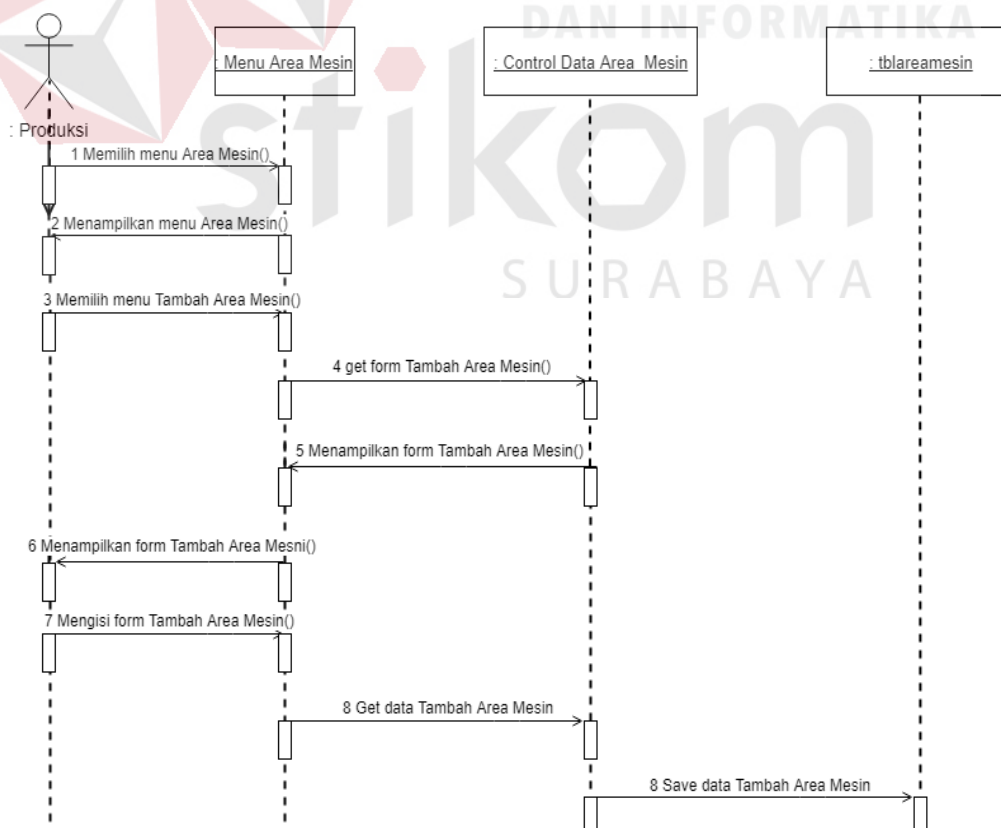 DAN INFORMATIKA
: Menu Area Mesin
: Control Data Area Mesin
: tblareamesin
: Produksi
stikom
SURABAYA
1 Memilih menu Area Mesin()
2 Menampilkan menu Area Mesin()
3 Memilih menu Tambah Area Mesin()
4 get form Tambah Area Mesin()
5 Menampilkan form Tambah Area Mesin()
6 Menampilkan form Tambah Area Mesni()
7 Mengisi form Tambah Area Mesin()
8 Get data Tambah Area Mesin
8 Save data Tambah Area Mesin